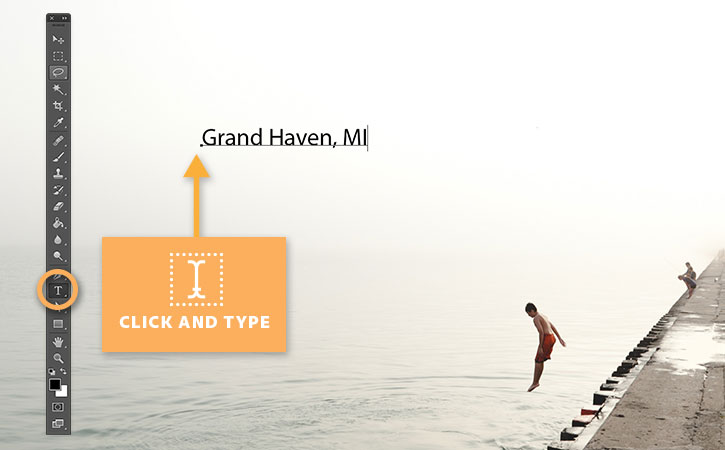 Grand Haven, MI
T
CLICK AND TYPE